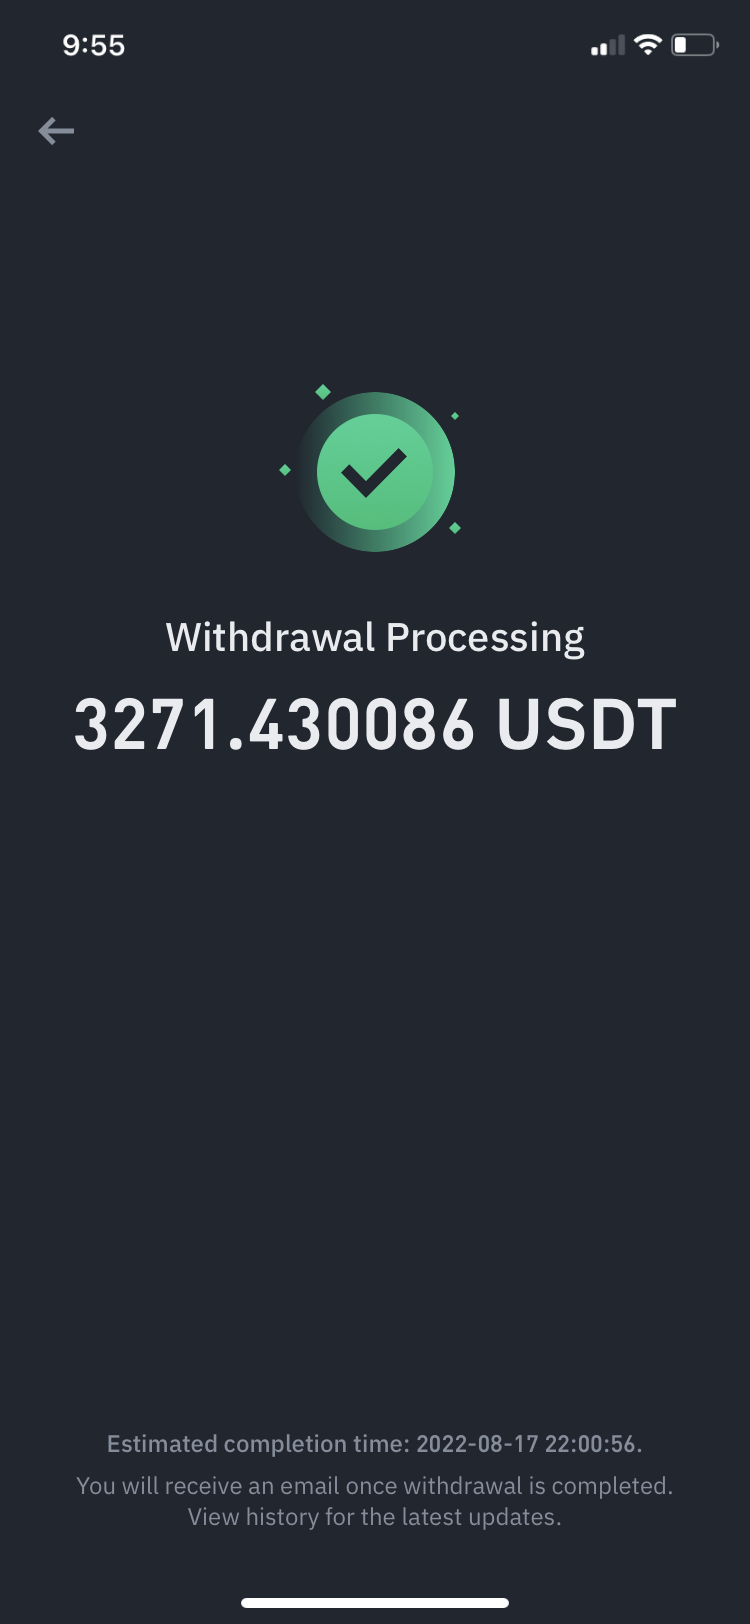 9:55
Withdrawal Processing
3271.430086 USDT
Estimated completion time: 2022-08-17 22:00:56.
You will receive an email once withdrawal is completed.
View history for the latest updates.